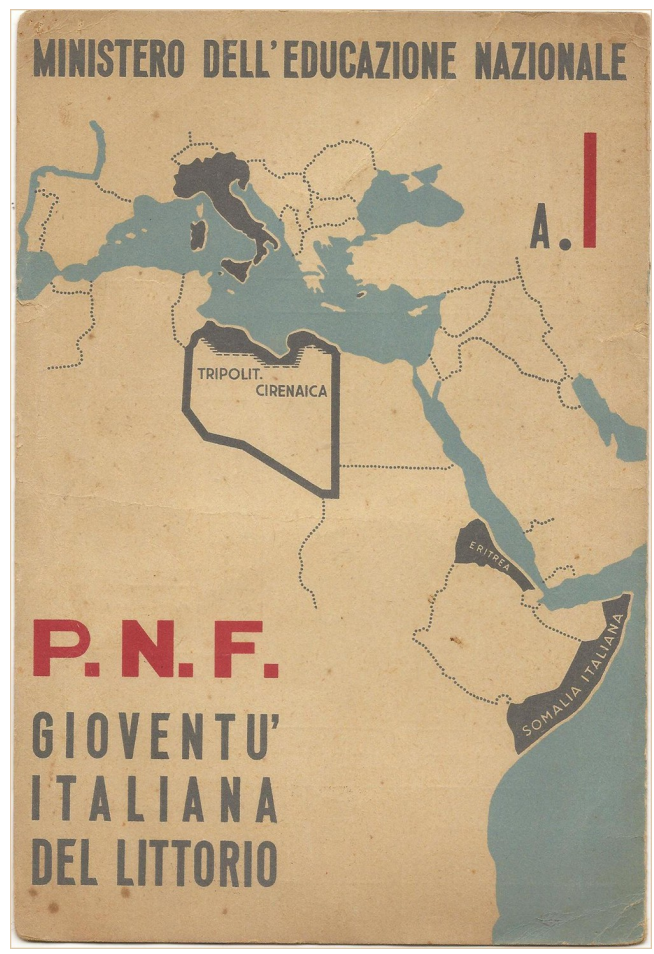 MINISTERO DELL' EDUCAZIONE NAZIONALE
A. I
TRIPOLIT.
CIRENAICA
ERITREA
SOMALIA ITALIANA
P.N.F.
GIOVENTU'
ITALIANA
DEL LITTORIO